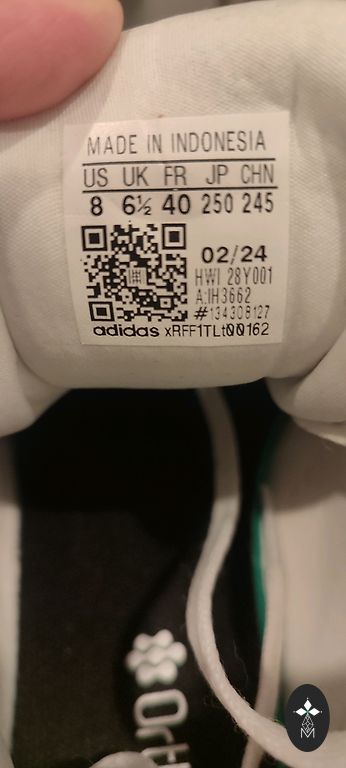 MADE IN INDONESIA
US UK FR JP CHN
8 6½ 40 250 245
02/24
HWI 28Y001
A:IH3662
#134308127
adidas xRFF1TLt00162
Orth
M